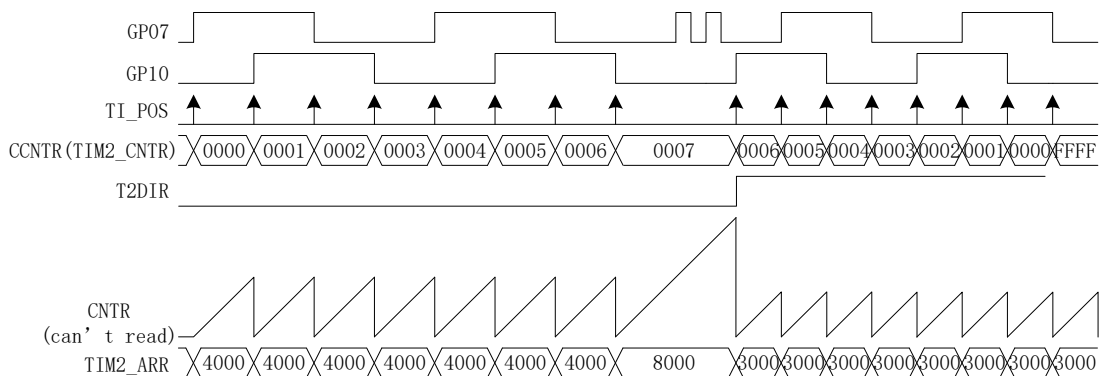 GP07
GP10
TI_POS
CCNTR(TIM2_CNTR) 0000 0001 0002 0003 0004 0005 0006 0007 0006 0005 0004 0003 0002 0001 0000 FFFF
T2DIR
CNTR
(can't read)
TIM2_ARR 4000 4000 4000 4000 4000 4000 4000 8000 3000 3000 3000 3000 3000 3000 3000 3000